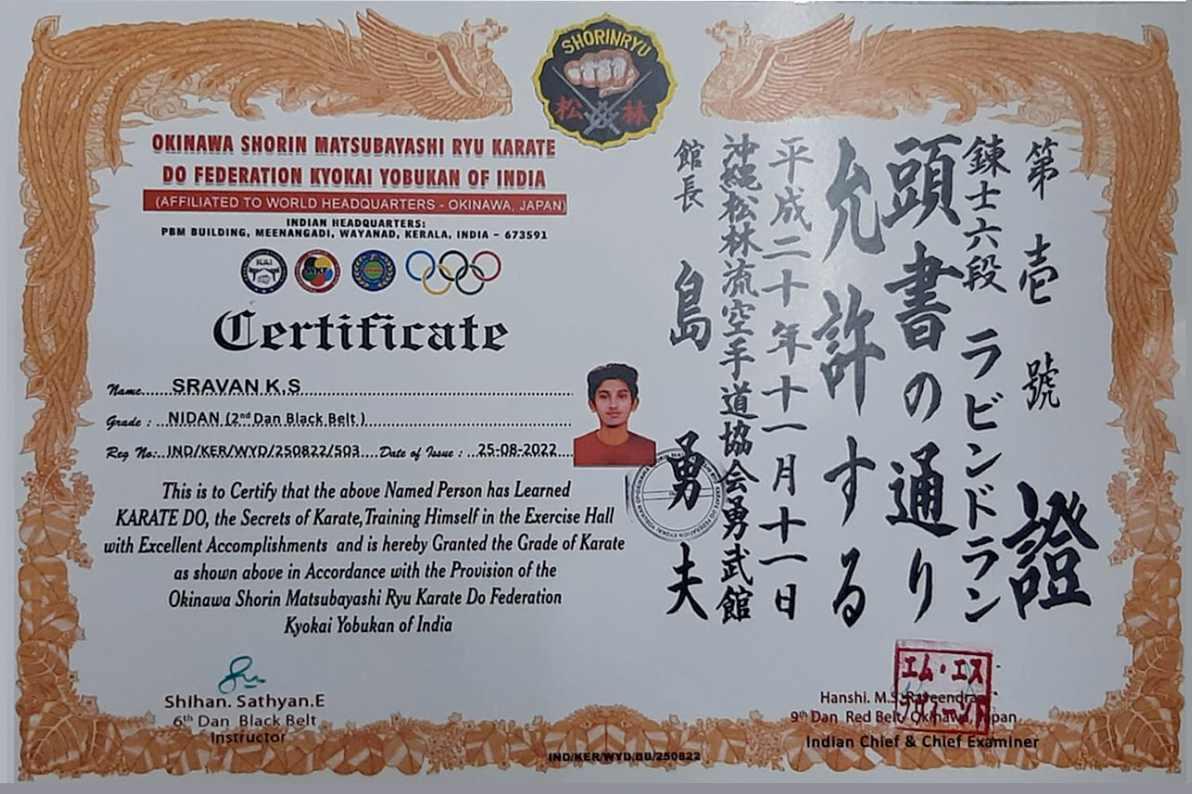 SHORINRYU
松 林
OKINAWA SHORIN MATSUBAYASHI RYU KARATE
DO FEDERATION KYOKAI YOBUKAN OF INDIA
(AFFILIATED TO WORLD HEADQUARTERS - OKINAWA, JAPAN)
INDIAN HEADQUARTERS:
PBM BUILDING, MEENANGADI, WAYANAD, KERALA, INDIA - 673591
KAI WKF
Certificate
Name......SRAVAN K.S......
Grade : ...NIDAN (2nd Dan Black Belt )......
Reg No:..IND/KER/WYD/250822/503....Date of Issue : ..25-08-2022....
This is to Certify that the above Named Person has Learned
KARATE DO, the Secrets of Karate,Training Himself in the Exercise Hall
with Excellent Accomplishments and is hereby Granted the Grade of Karate
as shown above in Accordance with the Provision of the
Okinawa Shorin Matsubayashi Ryu Karate Do Federation
Kyokai Yobukan of India
Shihan. Sathyan.E
6th Dan Black Belt
Instructor
第壱號
證
錬士六段 ラビンドラン
頭書の通り
允許する
平成二十年十一月十一日
沖縄松林流空手道協会勇武館
館長 島勇夫
エム・エス
Hanshi. M.S. Raveendran
9th Dan Red Belt, Okinawa, Japan
Indian Chief & Chief Examiner
IND/KER/WYD/BB/250822